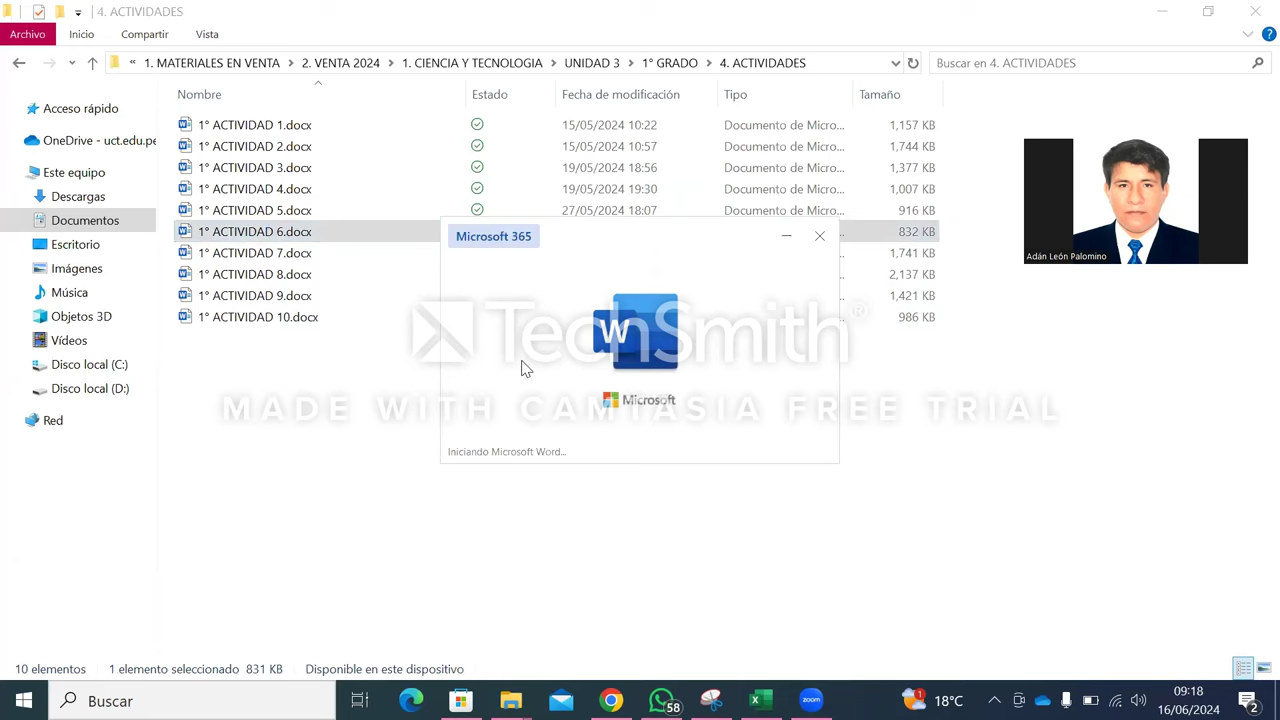 4. ACTIVIDADES
Archivo Inicio Compartir Vista
« 1. MATERIALES EN VENTA > 2. VENTA 2024 > 1. CIENCIA Y TECNOLOGIA > UNIDAD 3 > 1° GRADO > 4. ACTIVIDADES
Buscar en 4. ACTIVIDADES
Nombre Estado Fecha de modificación Tipo Tamaño
Acceso rápido
OneDrive - uct.edu.pe
Este equipo
Descargas
Documentos
Escritorio
Imágenes
Música
Objetos 3D
Vídeos
Disco local (C:)
Disco local (D:)
Red
1° ACTIVIDAD 1.docx 15/05/2024 10:22 Documento de Micro... 1,157 KB
1° ACTIVIDAD 2.docx 15/05/2024 10:57 Documento de Micro... 1,744 KB
1° ACTIVIDAD 3.docx 19/05/2024 18:56 Documento de Micro... 1,377 KB
1° ACTIVIDAD 4.docx 19/05/2024 19:30 Documento de Micro... 1,007 KB
1° ACTIVIDAD 5.docx 27/05/2024 18:07 Documento de Micro... 916 KB
1° ACTIVIDAD 6.docx 832 KB
1° ACTIVIDAD 7.docx 1,741 KB
1° ACTIVIDAD 8.docx 2,137 KB
1° ACTIVIDAD 9.docx 1,421 KB
1° ACTIVIDAD 10.docx 986 KB
Microsoft 365
W
Microsoft
Iniciando Microsoft Word...
TechSmith®
MADE WITH CAMTASIA FREE TRIAL
Adán León Palomino
10 elementos 1 elemento seleccionado 831 KB Disponible en este dispositivo
Buscar
58
zoom
1
18°C
09:18
16/06/2024
2